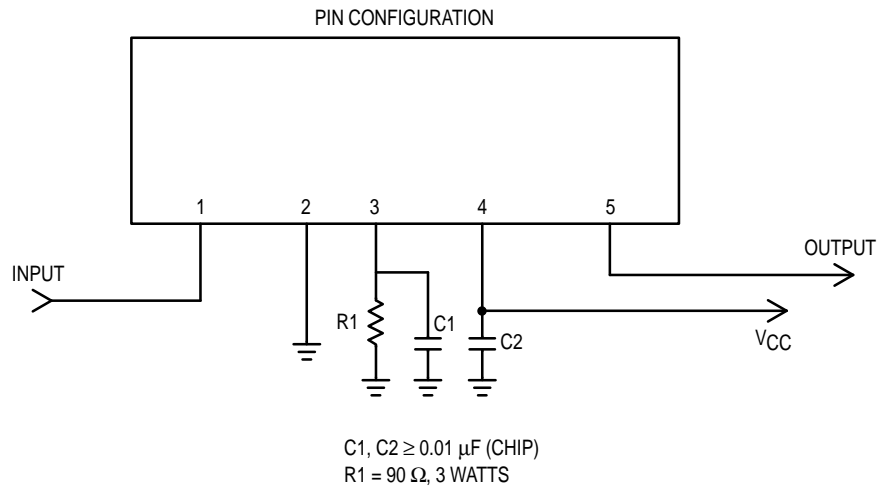 PIN CONFIGURATION
1 2 3 4 5
INPUT
OUTPUT
R1 C1 C2
VCC
C1, C2 ≥ 0.01 μF (CHIP)
R1 = 90 Ω, 3 WATTS